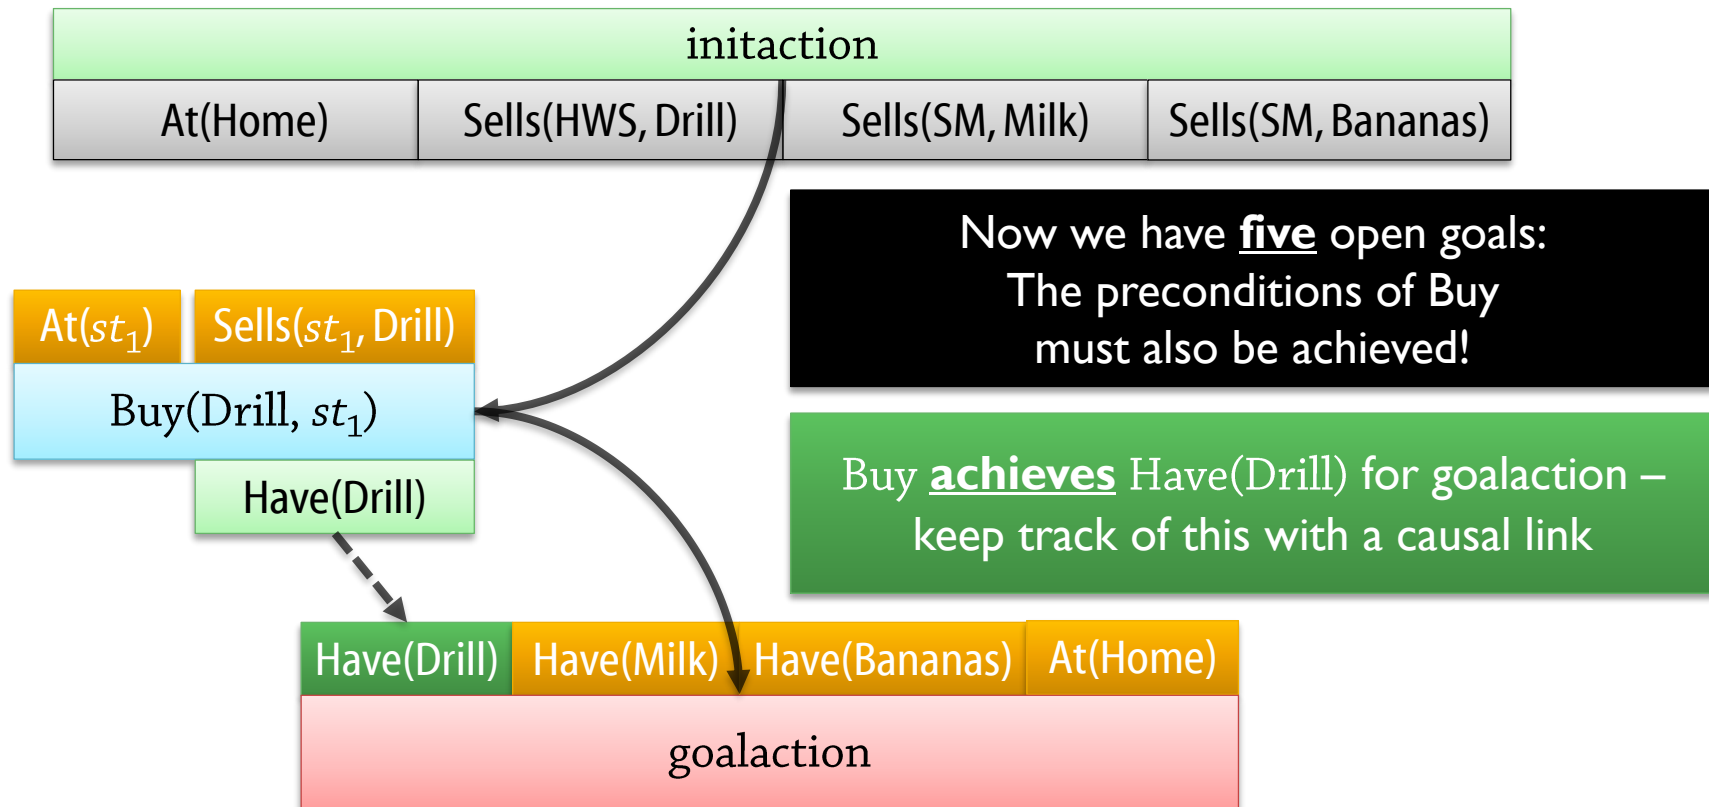 initaction
At(Home) Sells(HWS, Drill) Sells(SM, Milk) Sells(SM, Bananas)
Now we have five open goals:
The preconditions of Buy
must also be achieved!
At(st₁) Sells(st₁, Drill)
Buy(Drill, st₁)
Have(Drill)
Buy achieves Have(Drill) for goalaction –
keep track of this with a causal link
Have(Drill) Have(Milk) Have(Bananas) At(Home)
goalaction